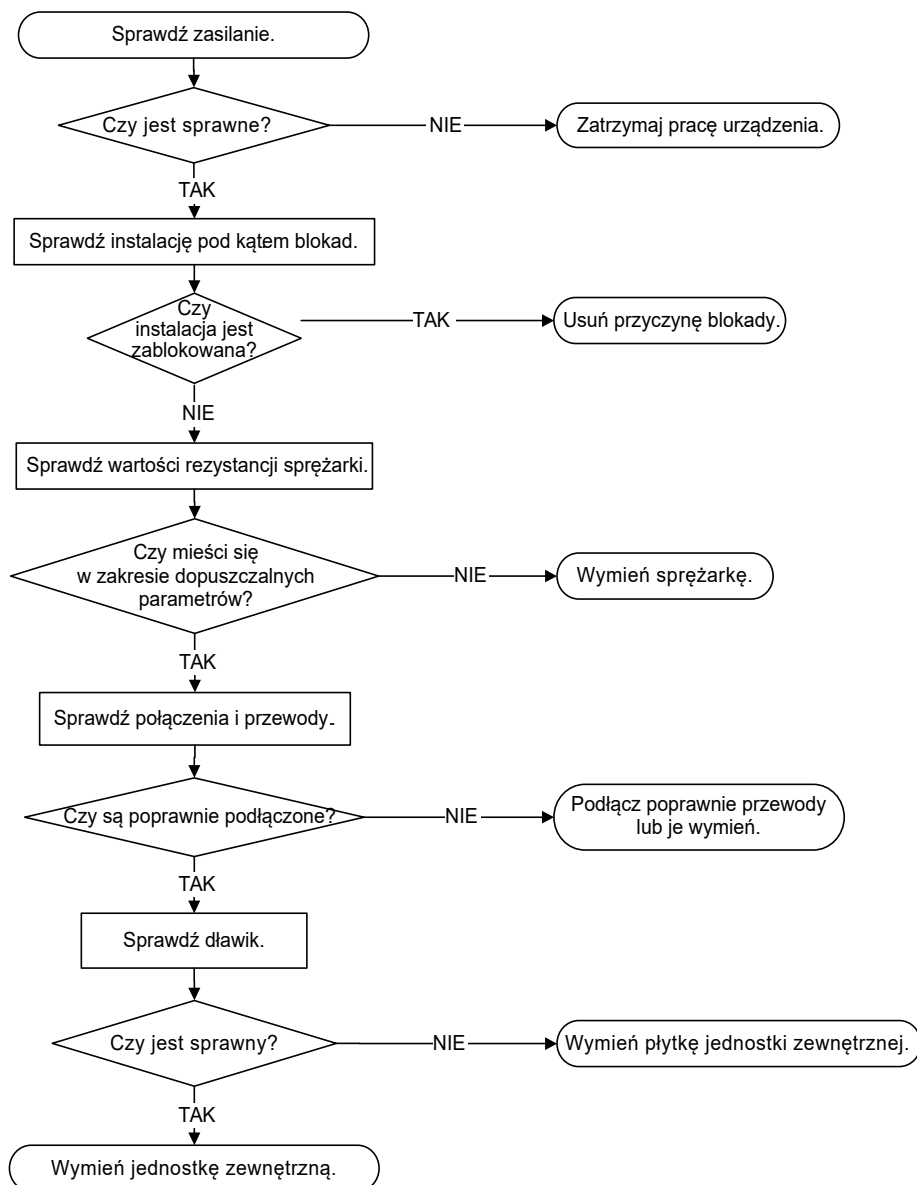 Sprawdź zasilanie.
Czy jest sprawne?
NIE
Zatrzymaj pracę urządzenia.
TAK
Sprawdź instalację pod kątem blokad.
Czy
instalacja jest
zablokowana?
TAK
Usuń przyczynę blokady.
NIE
Sprawdź wartości rezystancji sprężarki.
Czy mieści się
w zakresie dopuszczalnych
parametrów?
NIE
Wymień sprężarkę.
TAK
Sprawdź połączenia i przewody.
Czy są poprawnie podłączone?
NIE
Podłącz poprawnie przewody
lub je wymień.
TAK
Sprawdź dławik.
Czy jest sprawny?
NIE
Wymień płytkę jednostki zewnętrznej.
TAK
Wymień jednostkę zewnętrzną.